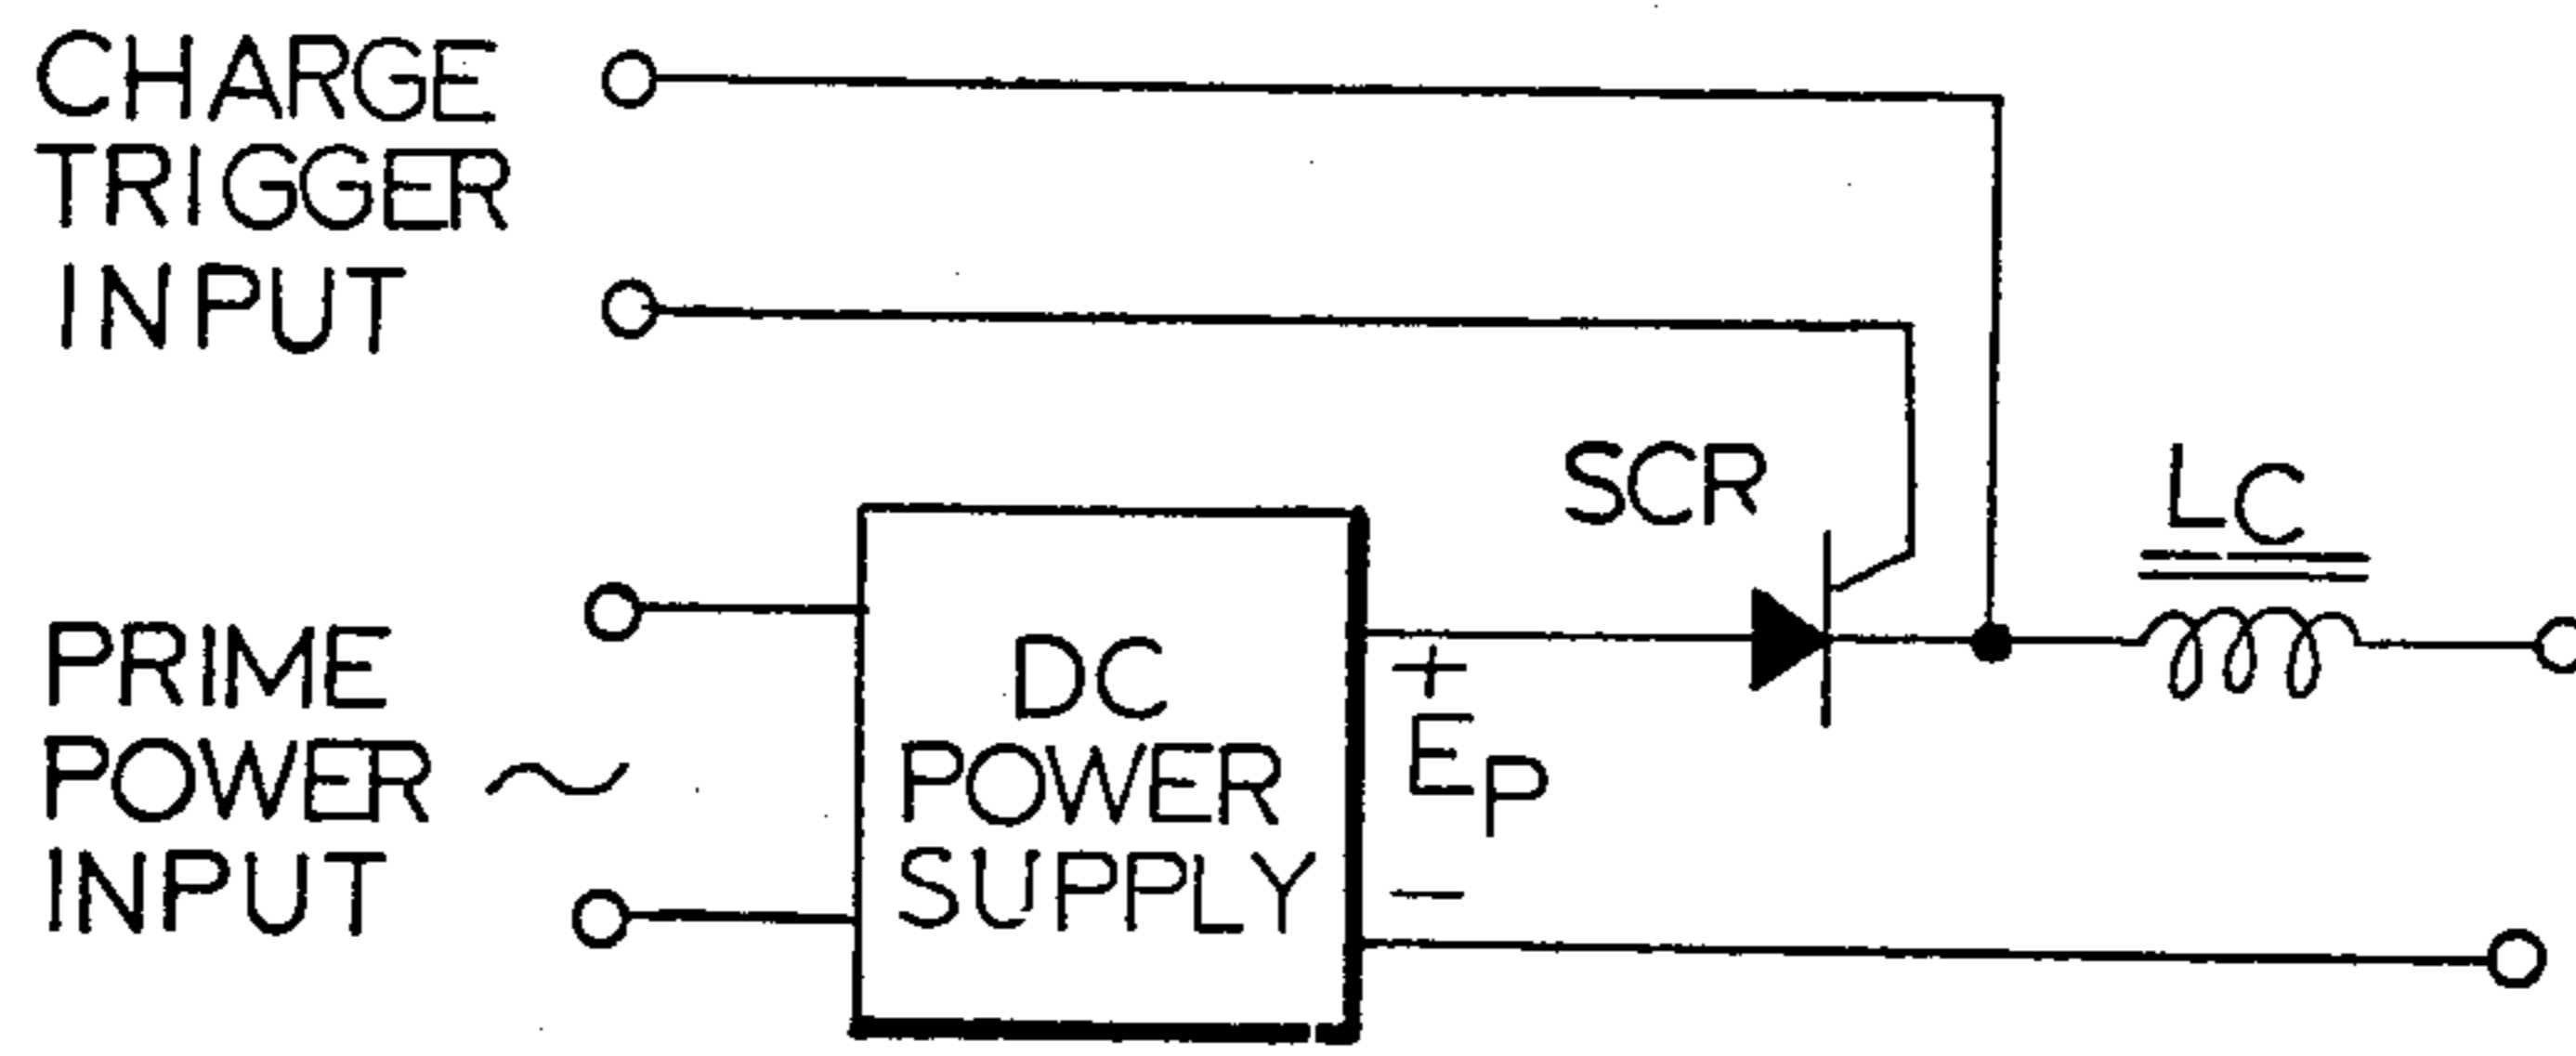 CHARGE
TRIGGER
INPUT
SCR
LC
PRIME
POWER ~
INPUT
DC
POWER
SUPPLY
+
EP
—